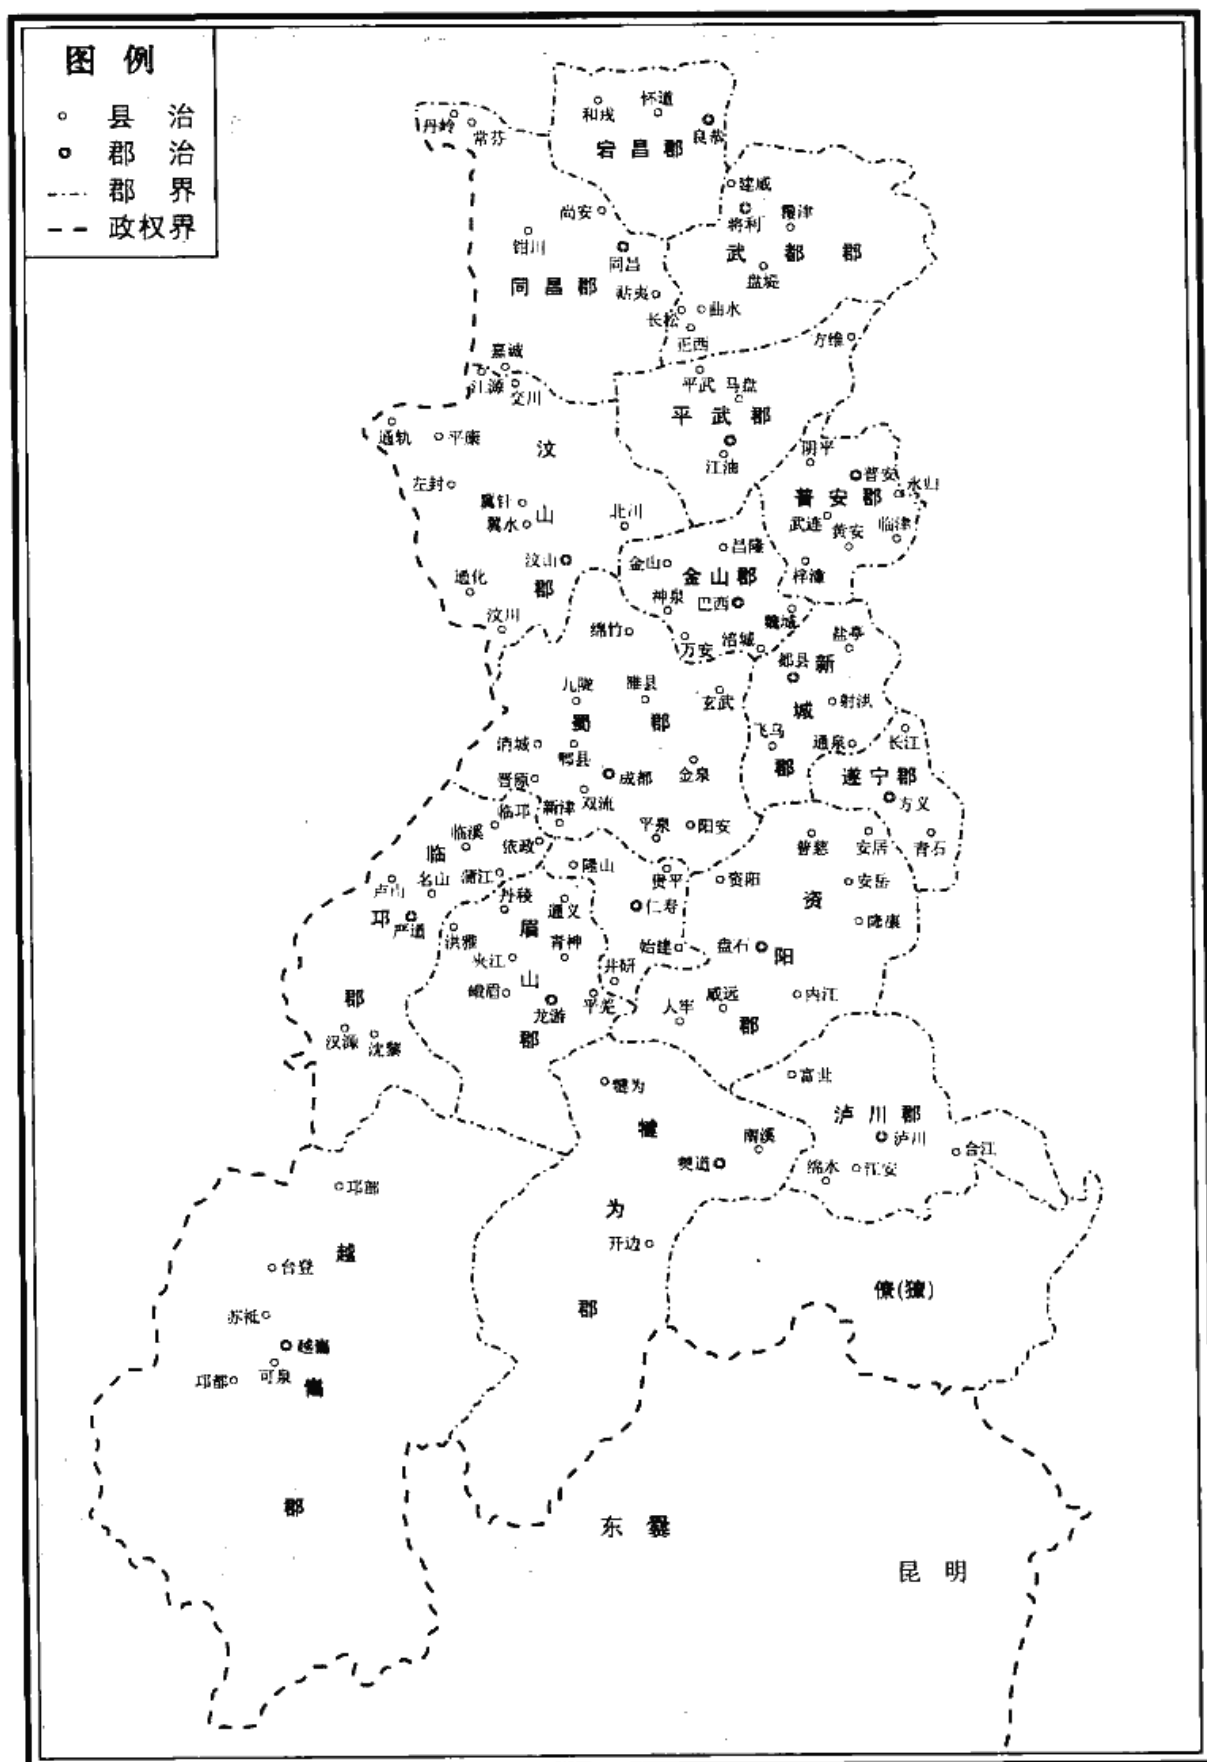 图 例
县 治
郡 治
郡 界
政权界
和戎
怀道
良恭
宕昌郡
丹岭
常芬
建威
将利
覆津
武都郡
盘堤
尚安
钳川
同昌
同昌郡
帖夷
长松
曲水
正西
方维
嘉诚
江源
交川
平武
马盘
平武郡
江油
通轨
平康
汶山郡
左封
翼针
翼水
北川
汶山
通化
汶川
阴平
普安
永归
普安郡
武连
黄安
临津
梓潼
昌隆
金山
金山郡
神泉
巴西
魏城
万安
涪城
绵竹
盐亭
郪县
新城郡
射洪
飞乌
通泉
长江
九陇
雒县
玄武
蜀郡
清城
郫县
成都
金泉
晋原
双流
新津
平泉
阳安
遂宁郡
方义
青石
普慈
安居
临邛
临溪
依政
临邛郡
蒲江
名山
卢山
严道
汉源
沈黎
隆山
贵平
仁寿
始建
井研
资阳
安岳
资阳郡
隆康
盘石
内江
威远
大牢
丹稜
通义
洪雅
眉山郡
青神
夹江
峨眉
龙游
平羌
富世
泸川郡
泸川
合江
绵水
江安
犍为
犍为郡
南溪
僰道
开边
邛部
越嶲郡
台登
苏祗
越嶲
可泉
邛都
僚(獠)
东 爨
昆 明